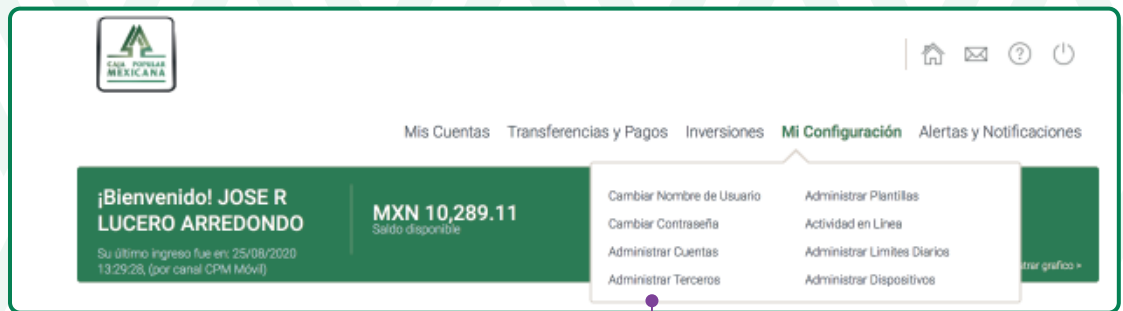 CAJA POPULAR
MEXICANA
Mis Cuentas Transferencias y Pagos Inversiones Mi Configuración Alertas y Notificaciones
¡Bienvenido! JOSE R
LUCERO ARREDONDO
Su último ingreso fue en: 25/08/2020
13:29:28, (por canal CPM Móvil)
MXN 10,289.11
Saldo disponible
Cambiar Nombre de Usuario
Cambiar Contraseña
Administrar Cuentas
Administrar Terceros
Administrar Plantillas
Actividad en Línea
Administrar Limites Diarios
Administrar Dispositivos
trar grafico >